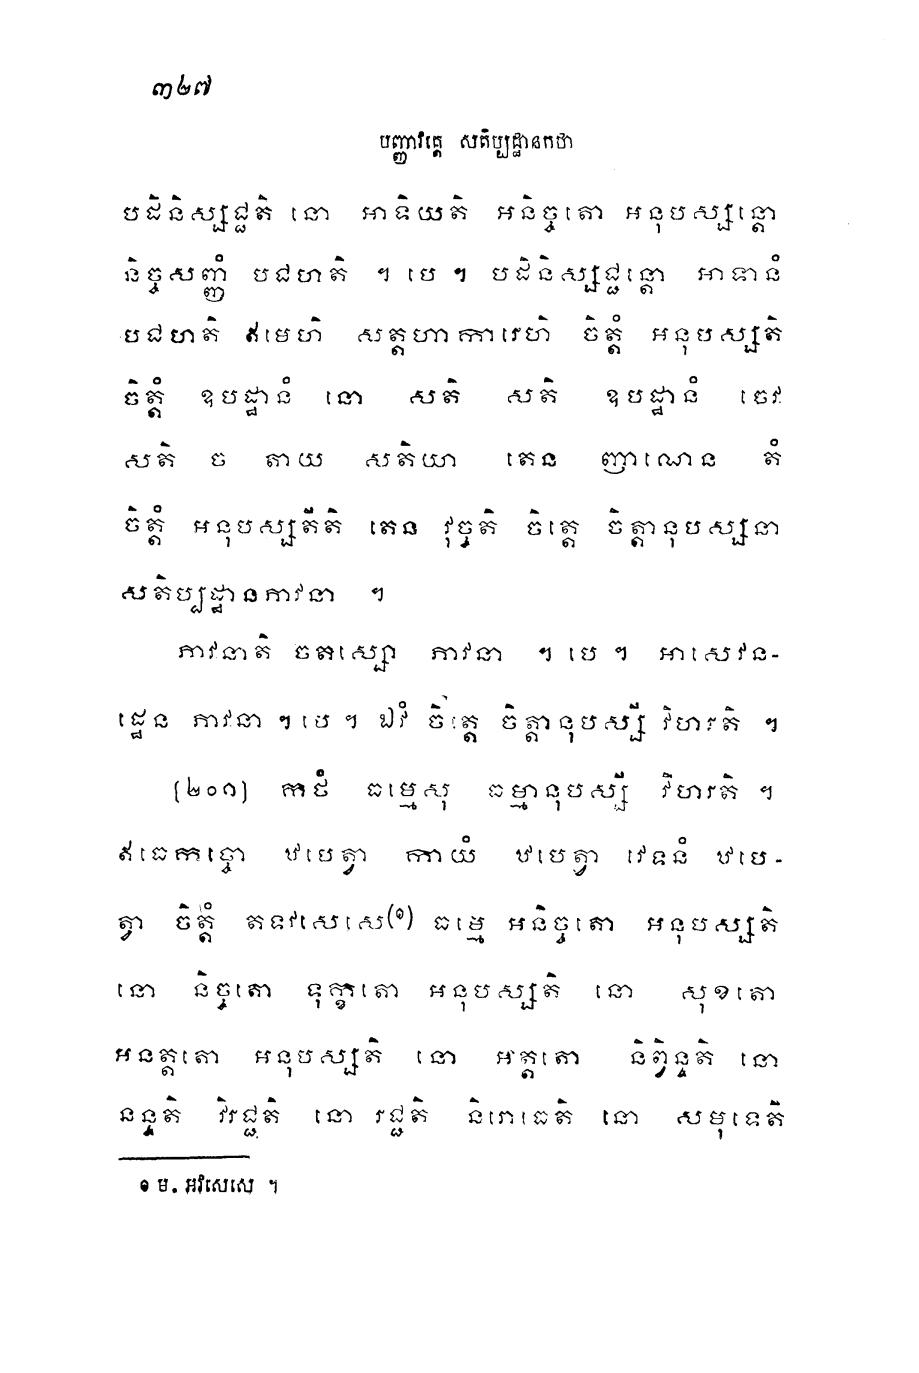 ៣២៧
បញ្ញាវគ្គេ សតិប្បដ្ឋានកថា
បដិនិស្សជ្ជតិ នោ អាទិយតិ អនិច្ចតោ អនុបស្សន្តោ
និច្ចសញ្ញំ បជហតិ ។ បេ ។ បដិនិស្សជ្ជន្តោ អាទានំ
បជហតិ ឥមេហិ សត្តហាការេហិ ចិត្តំ អនុបស្សតិ
ចិត្តំ ឧបដ្ឋានំ នោ សតិ សតិ ឧបដ្ឋានំ ចេវ
សតិ ច តាយ សតិយា តេន ញាណេន តំ
ចិត្តំ អនុបស្សតីតិ តេន វុច្ចតិ ចិត្តេ ចិត្តានុបស្សនា
សតិប្បដ្ឋានភាវនា ។
ភាវនាតិ ចតស្សោ ភាវនា ។ បេ ។ អាសេវន-
ដ្ឋេន ភាវនា ។ បេ ។ ឯវំ ចិត្តេ ចិត្តានុបស្សី វិហរតិ ។
[២០១] កថំ ធម្មេសុ ធម្មានុបស្សី វិហរតិ ។
ឥធេកច្ចោ ឋបេត្វា កាយំ ឋបេត្វា វេទនំ ឋបេ-
ត្វា ចិត្តំ តទវសេសេ(១) ធម្មេ អនិច្ចតោ អនុបស្សតិ
នោ និច្ចតោ ទុក្ខតោ អនុបស្សតិ នោ សុខតោ
អនត្តតោ អនុបស្សតិ នោ អត្តតោ និព្វិន្ទតិ នោ
នន្ទតិ វិរជ្ជតិ នោ រជ្ជតិ និរោធេតិ នោ សមុទេតិ
១ ម. អវសេសេ ។